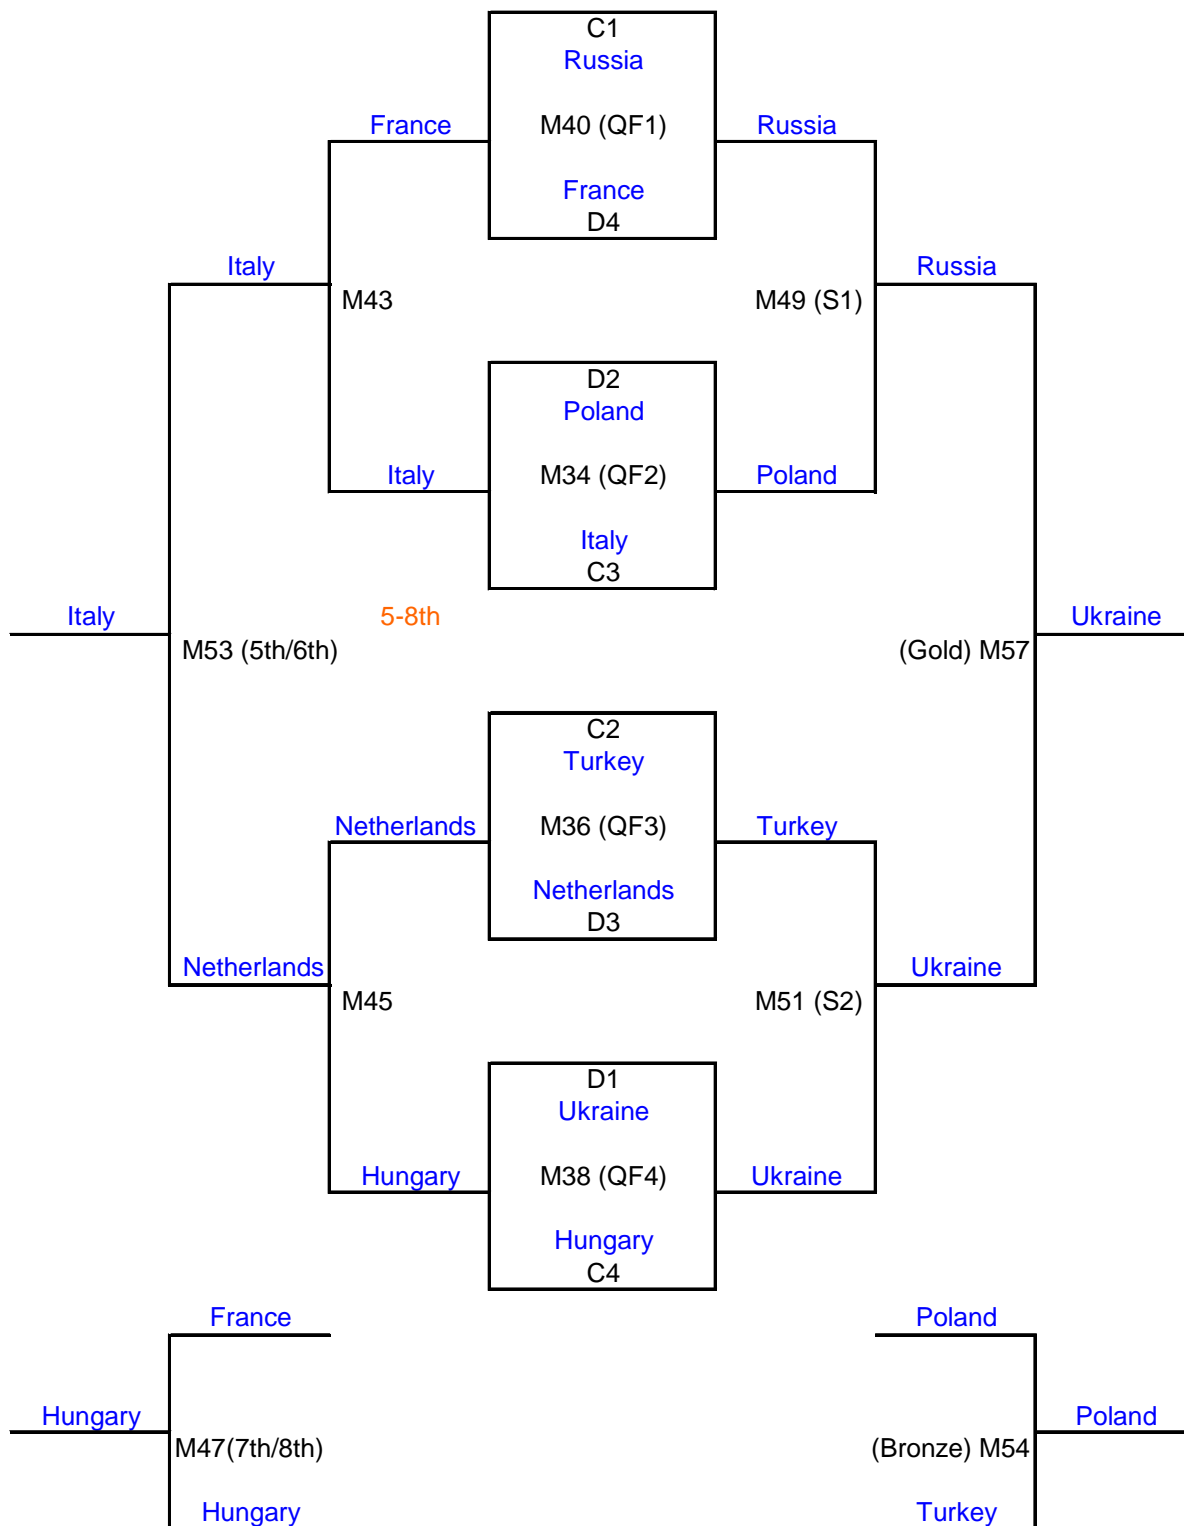 C1
Russia
France M40 (QF1) Russia
France
D4
Italy Russia
M43 M49 (S1)
D2
Poland
Italy M34 (QF2) Poland
Italy
C3
Italy 5-8th Ukraine
M53 (5th/6th) (Gold) M57
C2
Turkey
Netherlands M36 (QF3) Turkey
Netherlands
D3
Netherlands Ukraine
M45 M51 (S2)
D1
Ukraine
Hungary M38 (QF4) Ukraine
Hungary
C4
France Poland
Hungary Poland
M47(7th/8th) (Bronze) M54
Hungary Turkey